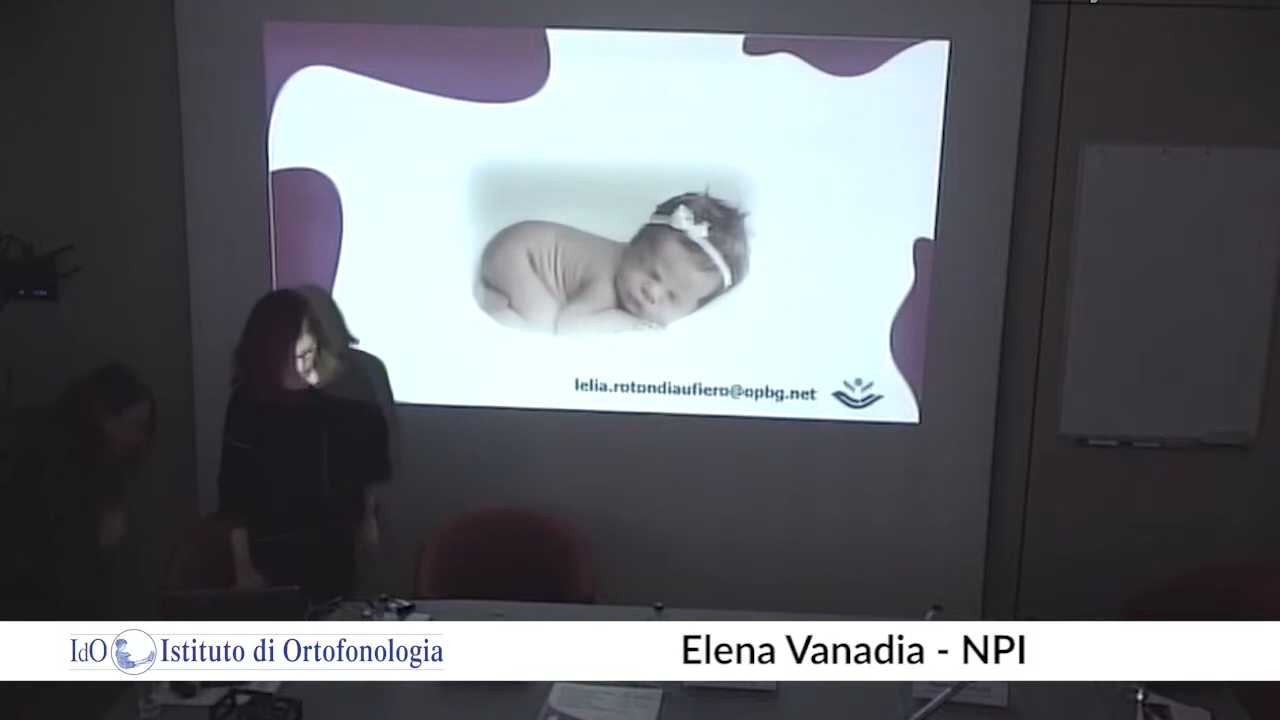 lelia.rotondiaufiero@opbg.net
IdO Istituto di Ortofonologia
Elena Vanadia - NPI